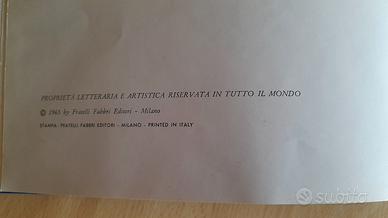 PROPRIETÀ LETTERARIA E ARTISTICA RISERVATA IN TUTTO IL MONDO
© 1965 by Fratelli Fabbri Editori - Milano
STAMPA: FRATELLI FABBRI EDITORI - MILANO - PRINTED IN ITALY
subito